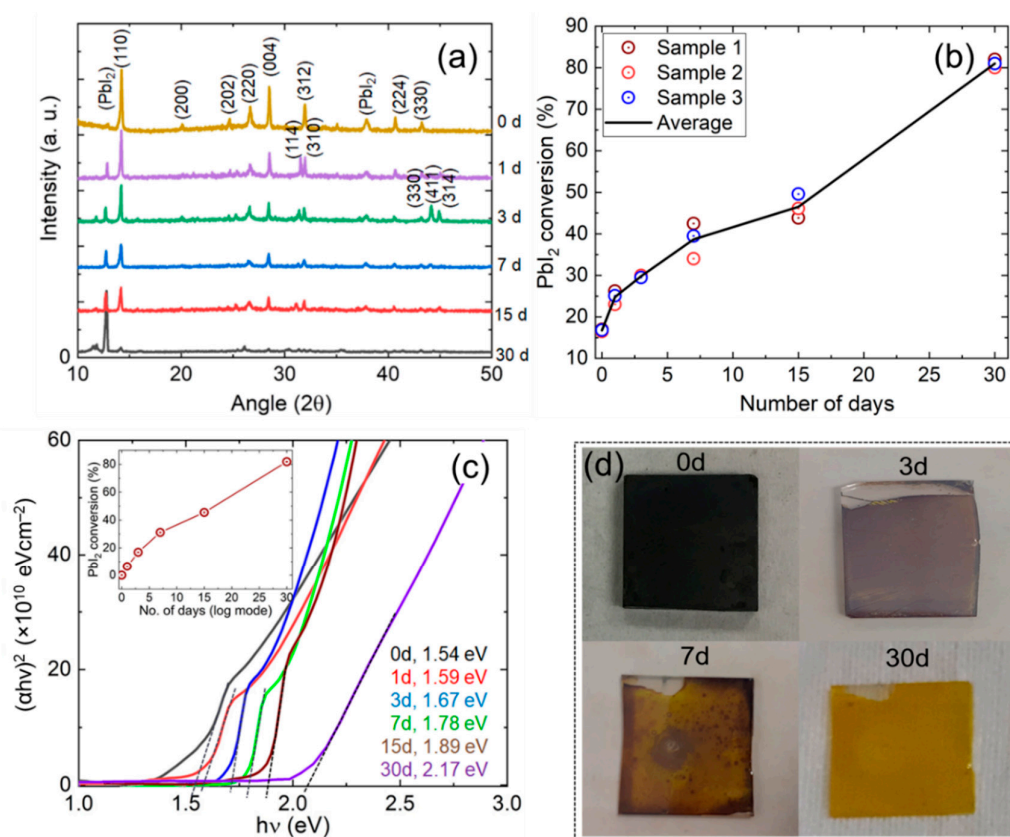 (a)
Intensity (a. u.)
(PbI₂)
(110)
(200)
(202)
(220)
(004)
(312)
(PbI₂)
(224)
(330)
0 d
(114)
(310)
1 d
(330)
(411)
(314)
3 d
7 d
15 d
30 d
0
10 20 30 40 50
Angle (2θ)
(b)
PbI₂ conversion (%)
90
80
70
60
50
40
30
20
10
Sample 1
Sample 2
Sample 3
Average
0 5 10 15 20 25 30
Number of days
(c)
(αhν)² (×10¹⁰ eVcm⁻²)
60
40
20
0
PbI₂ conversion (%)
80
60
40
20
0
0 5 10 15 20 25 30
No. of days (log mode)
0d, 1.54 eV
1d, 1.59 eV
3d, 1.67 eV
7d, 1.78 eV
15d, 1.89 eV
30d, 2.17 eV
1.0 1.5 2.0 2.5 3.0
hν (eV)
(d)
0d
3d
7d
30d